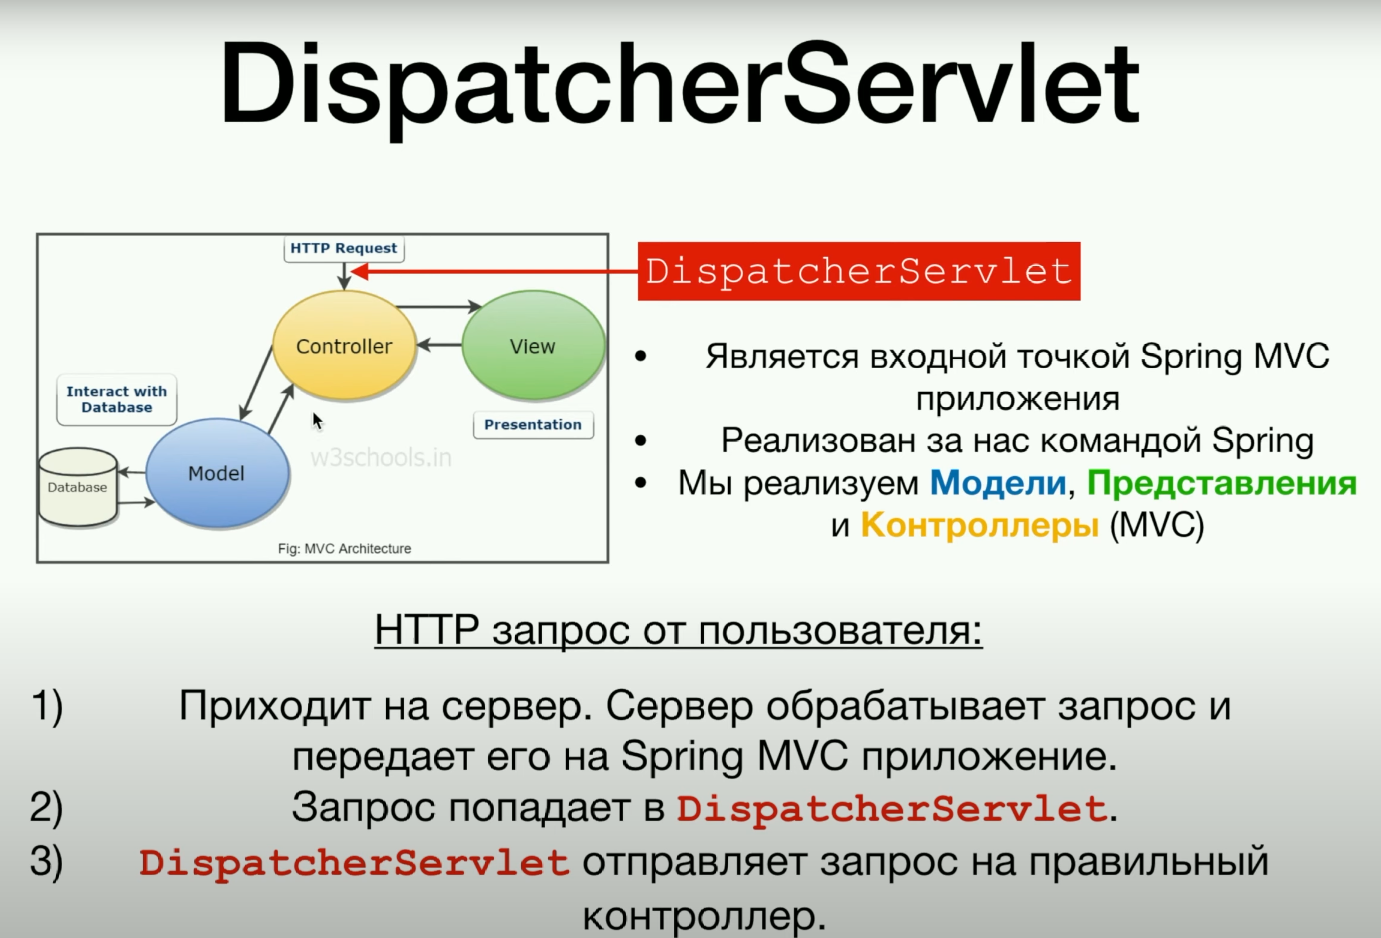 DispatcherServlet
HTTP Request
Controller
View
Interact with
Database
Presentation
w3schools.in
Model
Database
Fig: MVC Architecture
DispatcherServlet
• Является входной точкой Spring MVC
приложения
• Реализован за нас командой Spring
• Мы реализуем Модели, Представления
и Контроллеры (MVC)
HTTP запрос от пользователя:
1) Приходит на сервер. Сервер обрабатывает запрос и
передает его на Spring MVC приложение.
2) Запрос попадает в DispatcherServlet.
3) DispatcherServlet отправляет запрос на правильный
контроллер.